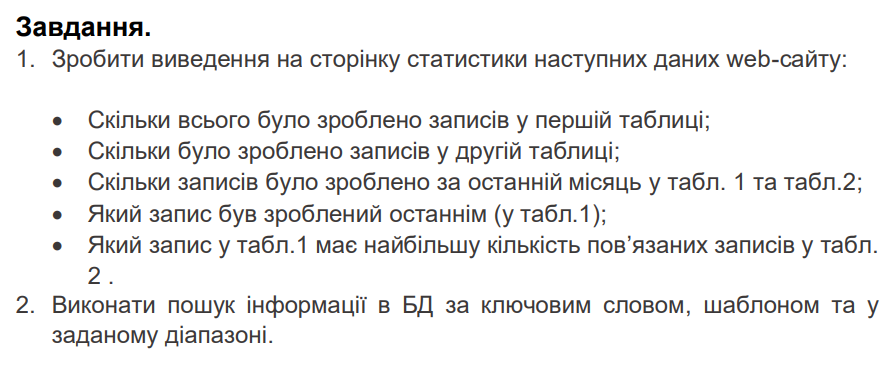 Завдання.
1. Зробити виведення на сторінку статистики наступних даних web-сайту:
• Скільки всього було зроблено записів у першій таблиці;
• Скільки було зроблено записів у другій таблиці;
• Скільки записів було зроблено за останній місяць у табл. 1 та табл.2;
• Який запис був зроблений останнім (у табл.1);
• Який запис у табл.1 має найбільшу кількість пов’язаних записів у табл.
2 .
2. Виконати пошук інформації в БД за ключовим словом, шаблоном та у
заданому діапазоні.